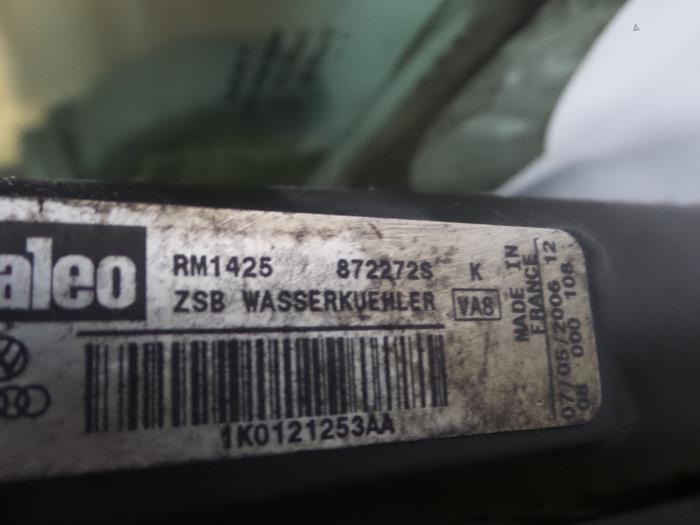 aleo
RM1425 872272S K
ZSB WASSERKUEHLER VA8
1K0121253AA
MADE IN
FRANCE
07/05/2006 12
08 000 108